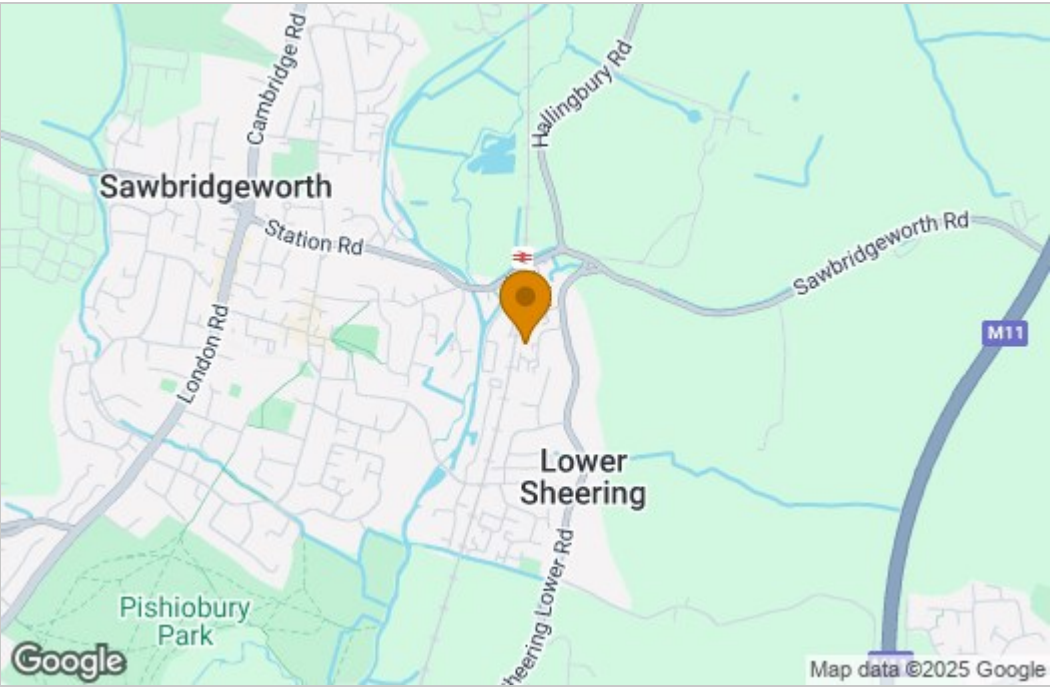 Cambridge Rd
Hallingbury Rd
Sawbridgeworth
Station Rd
Sawbridgeworth Rd
London Rd
M11
Lower
Sheering
Sheering Lower Rd
Pishiobury
Park
Google
Map data ©2025 Google